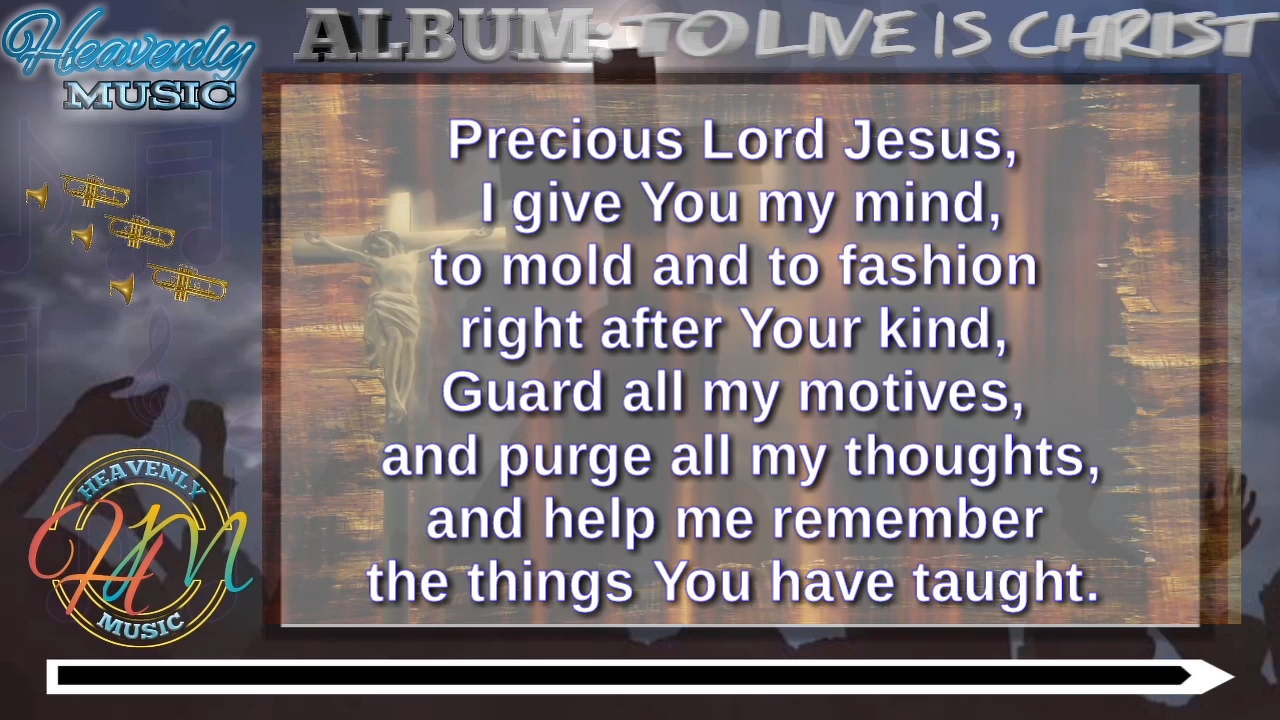 Heavenly
MUSIC
ALBUM: TO LIVE IS CHRIST
Precious Lord Jesus,
I give You my mind,
to mold and to fashion
right after Your kind,
Guard all my motives,
and purge all my thoughts,
and help me remember
the things You have taught.
HEAVENLY
HM
MUSIC